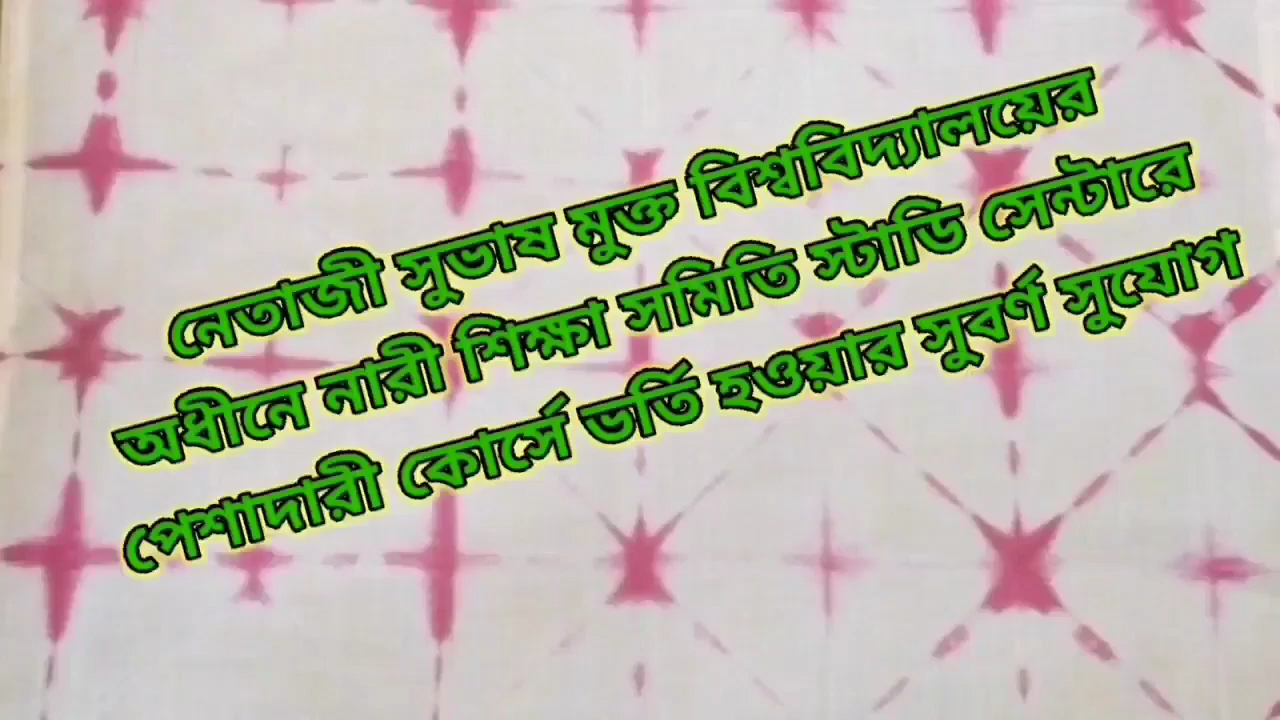 নেতাজী সুভাষ মুক্ত বিশ্ববিদ্যালয়ের
অধীনে নারী শিক্ষা সমিতি স্টাডি সেন্টারে
পেশাদারী কোর্সে ভর্তি হওয়ার সুবর্ণ সুযোগ